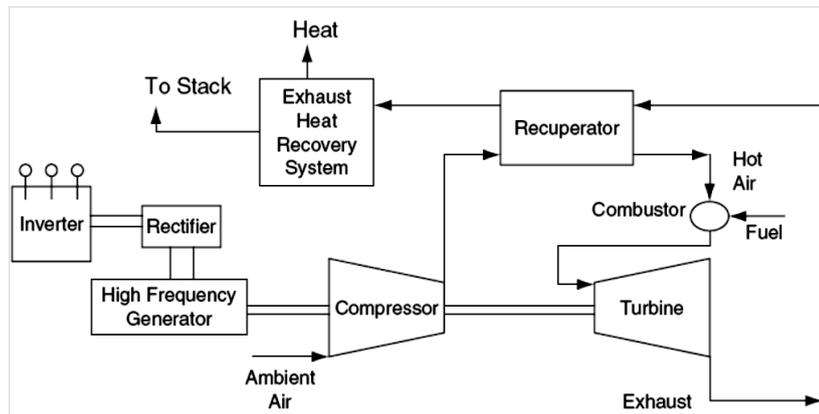 Heat
To Stack
Exhaust
Heat
Recovery
System
Recuperator
Hot
Air
Combustor
Fuel
Inverter
Rectifier
High Frequency
Generator
Compressor
Turbine
Ambient
Air
Exhaust